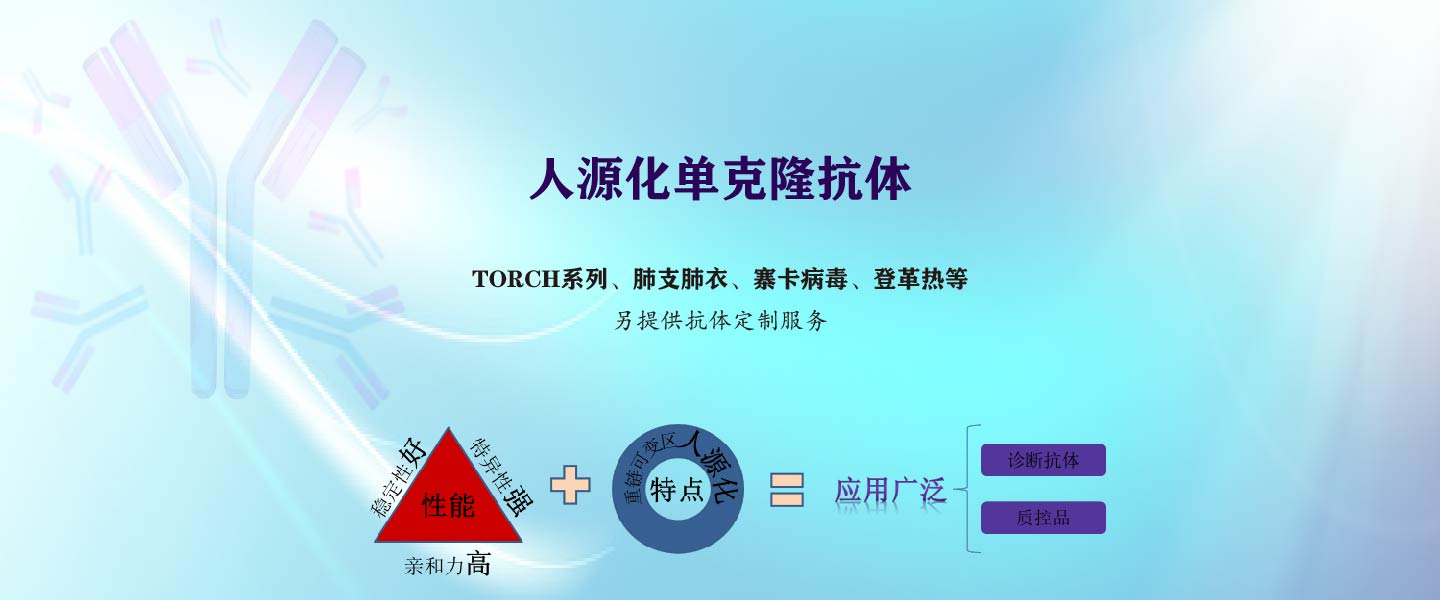 人源化单克隆抗体
TORCH系列、肺支肺衣、寨卡病毒、登革热等
另提供抗体定制服务
稳定性好
特异性强
性能
亲和力高
重链可变区人源化
特点
应用广泛
诊断抗体
质控品